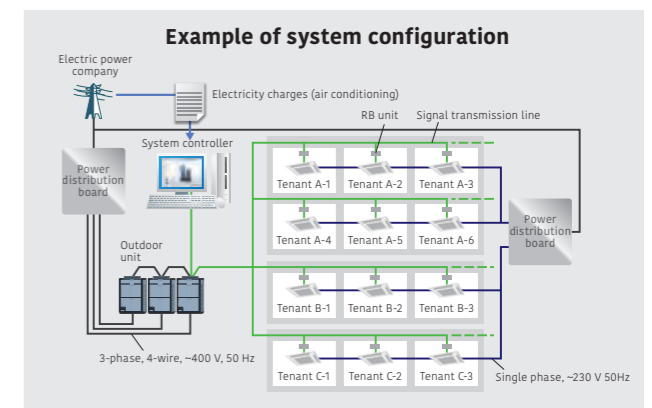 Example of system configuration
Electric power
company
Electricity charges (air conditioning)
RB unit
Signal transmission line
System controller
Power
distribution
board
Tenant A-1
Tenant A-2
Tenant A-3
Tenant A-4
Tenant A-5
Tenant A-6
Power
distribution
board
Outdoor
unit
Tenant B-1
Tenant B-2
Tenant B-3
3-phase, 4-wire, ~400 V, 50 Hz
Tenant C-1
Tenant C-2
Tenant C-3
Single phase, ~230 V 50Hz